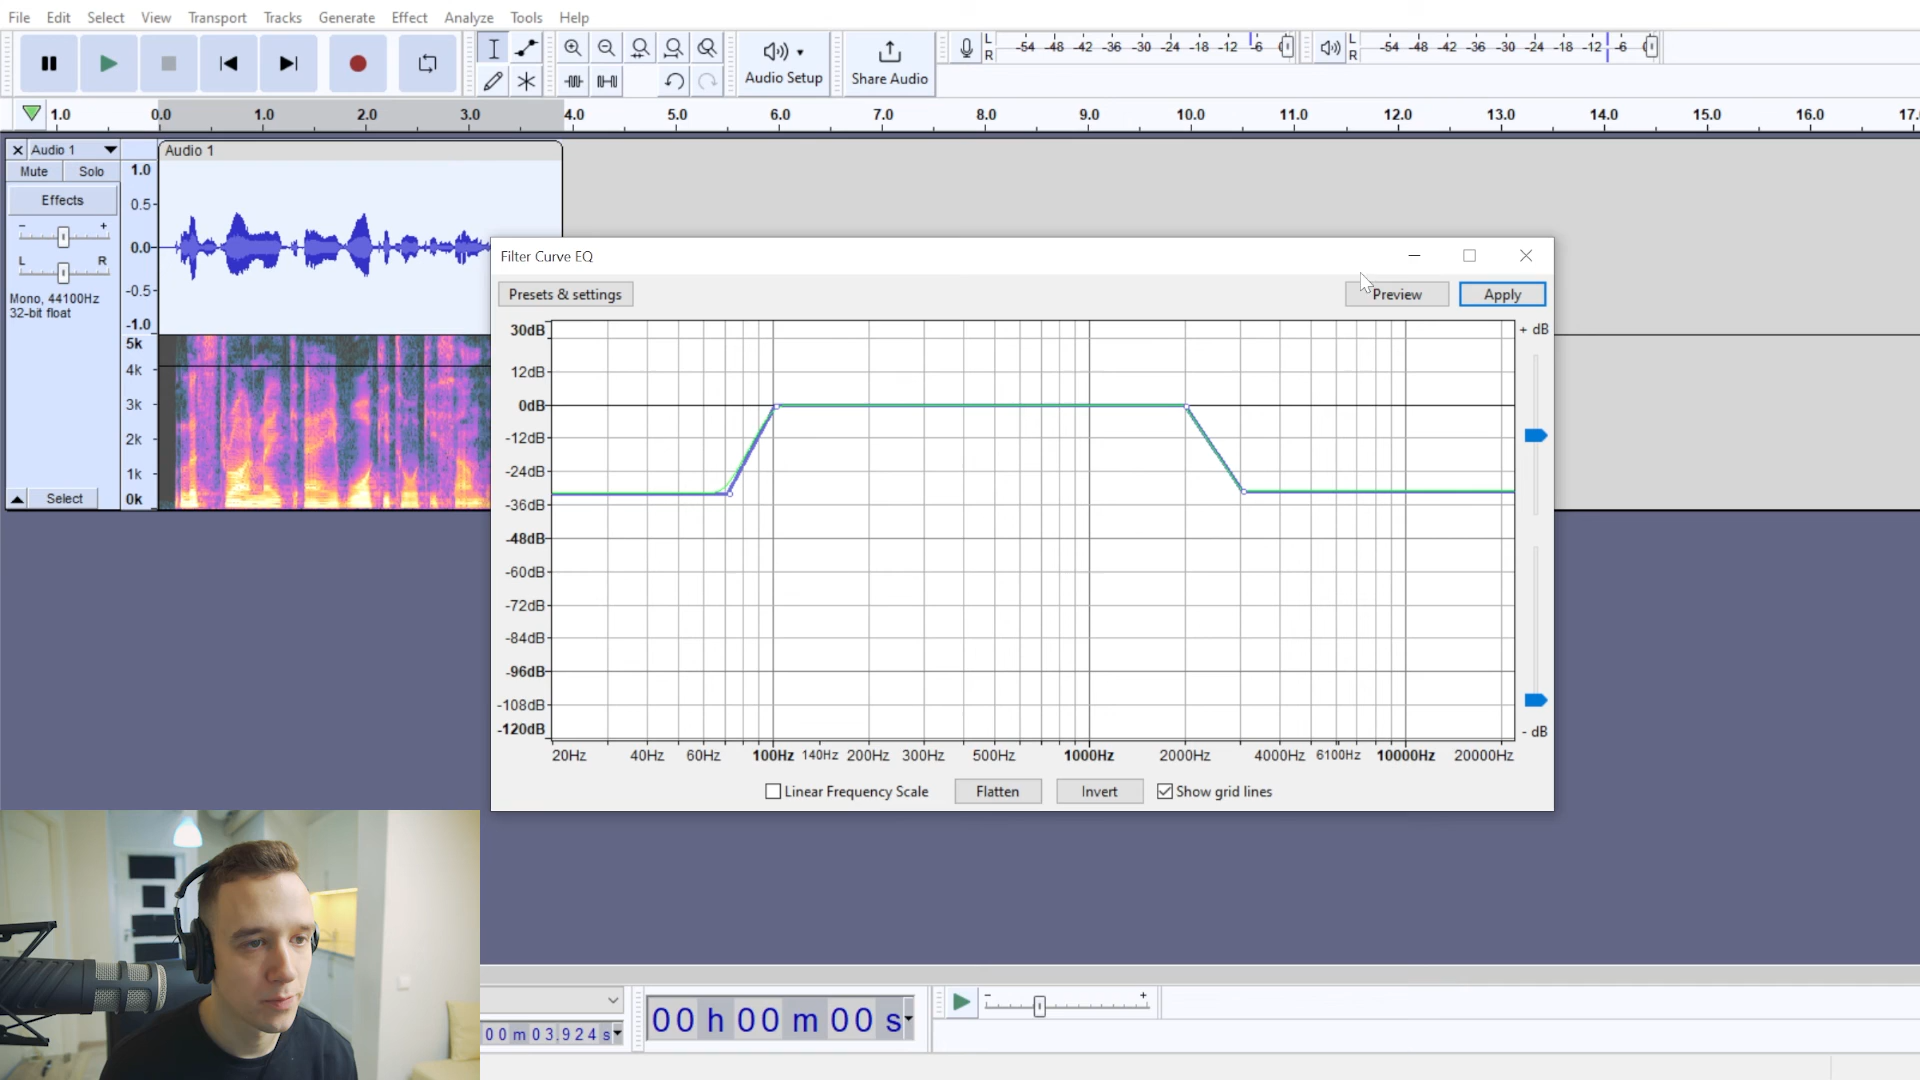 File Edit Select View Transport Tracks Generate Effect Analyze Tools Help
Audio Setup
Share Audio
L
R
-54 -48 -42 -36 -30 -24 -18 -12 -6 0
L
R
-54 -48 -42 -36 -30 -24 -18 -12 -6 0
1.0 0.0 1.0 2.0 3.0 4.0 5.0 6.0 7.0 8.0 9.0 10.0 11.0 12.0 13.0 14.0 15.0 16.0 17.
Audio 1
Audio 1
Mute Solo
Effects
- +
L R
Mono, 44100Hz
32-bit float
Select
1.0
0.5
0.0
-0.5
-1.0
5k
4k
3k
2k
1k
0k
Filter Curve EQ
Presets & settings
Preview
Apply
30dB
12dB
0dB
-12dB
-24dB
-36dB
-48dB
-60dB
-72dB
-84dB
-96dB
-108dB
-120dB
+ dB
- dB
20Hz 40Hz 60Hz 100Hz 140Hz 200Hz 300Hz 500Hz 1000Hz 2000Hz 4000Hz 6100Hz 10000Hz 20000Hz
Linear Frequency Scale
Flatten
Invert
Show grid lines
00 m 03.924 s
00 h 00 m 00 s
- +